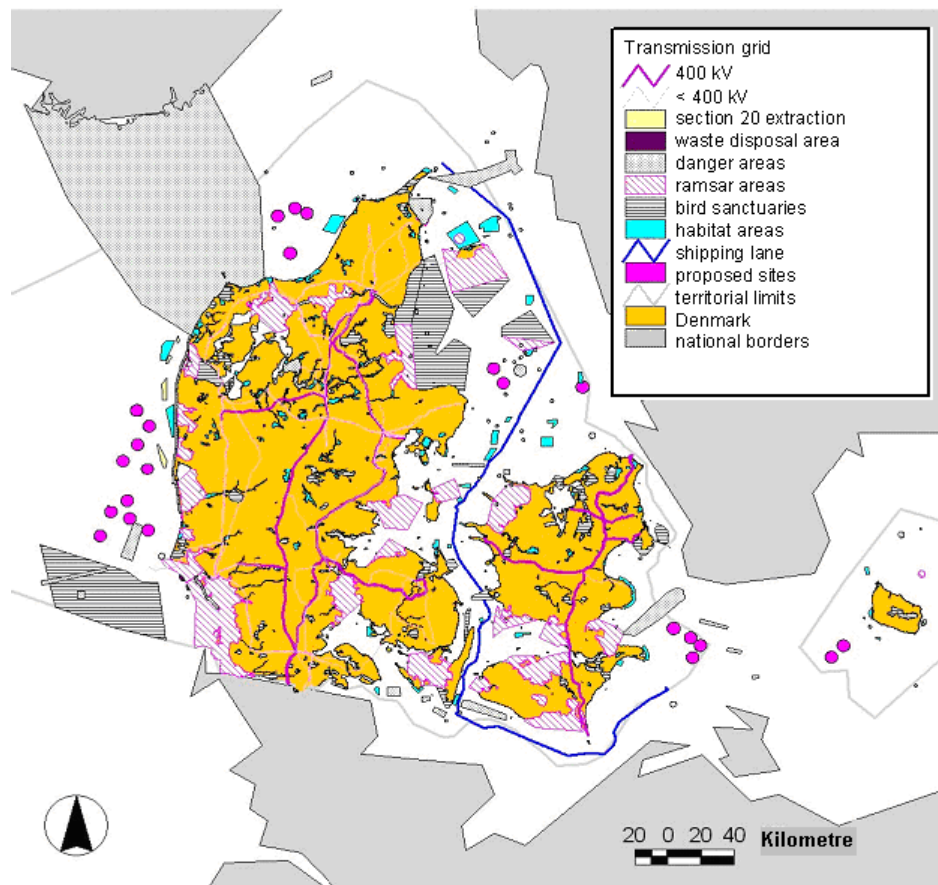 Transmission grid
400 kV
< 400 kV
section 20 extraction
waste disposal area
danger areas
ramsar areas
bird sanctuaries
habitat areas
shipping lane
proposed sites
territorial limits
Denmark
national borders
20 0 20 40 Kilometre